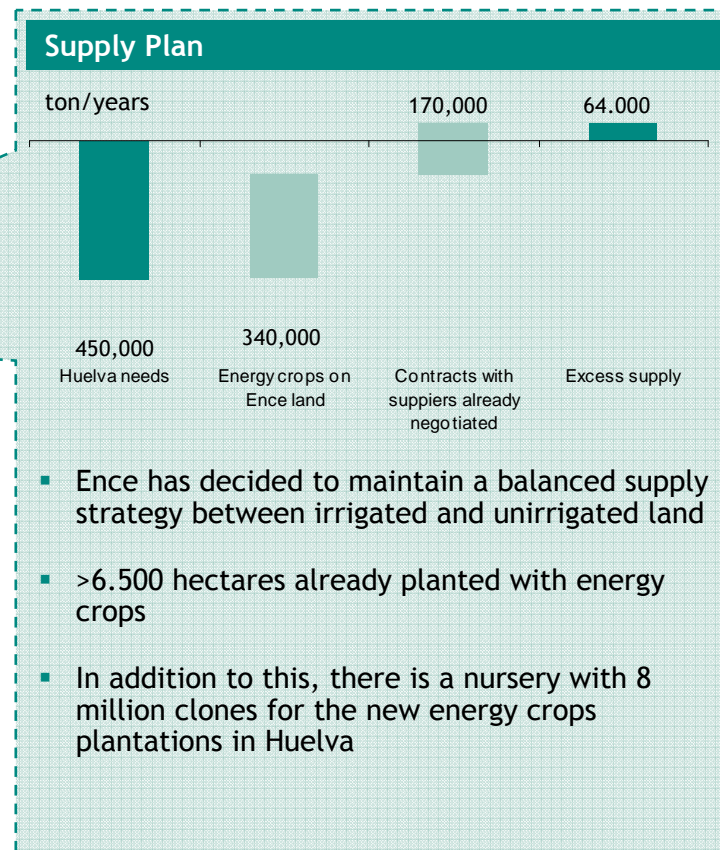 Supply Plan
ton/years
170,000
64.000
450,000
340,000
Huelva needs
Energy crops on
Ence land
Contracts with
suppiers already
negotiated
Excess supply
▪ Ence has decided to maintain a balanced supply
strategy between irrigated and unirrigated land
▪ >6.500 hectares already planted with energy
crops
▪ In addition to this, there is a nursery with 8
million clones for the new energy crops
plantations in Huelva